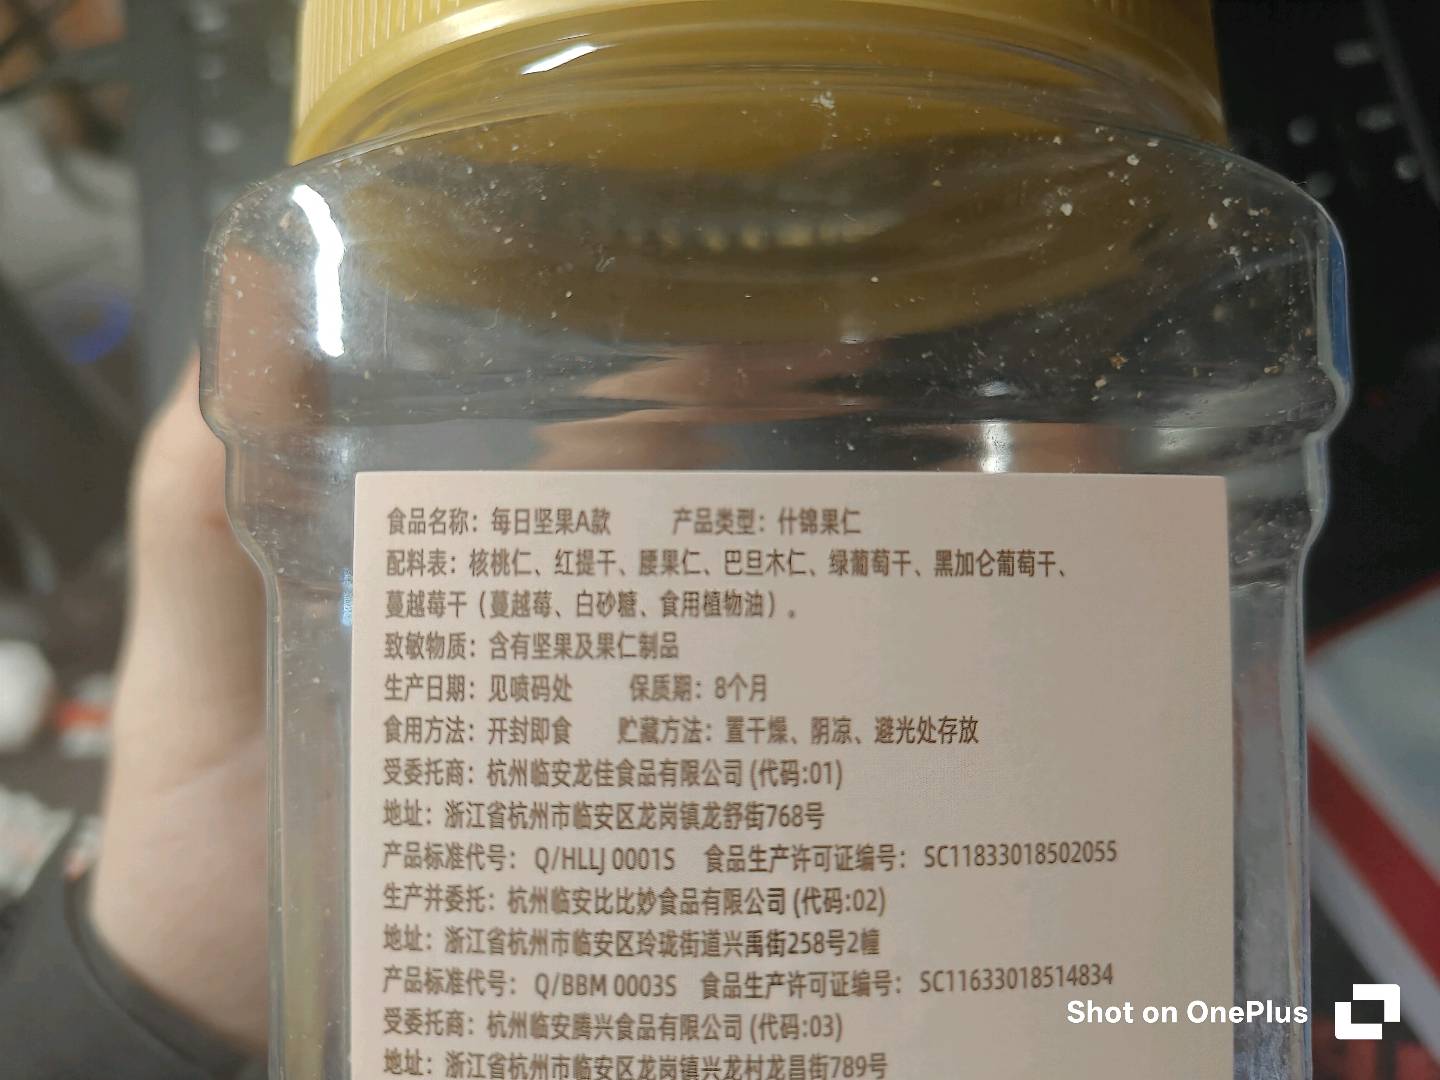 食品名称：每日坚果A款 产品类型：什锦果仁
配料表：核桃仁、红提干、腰果仁、巴旦木仁、绿葡萄干、黑加仑葡萄干、
蔓越莓干（蔓越莓、白砂糖、食用植物油）。
致敏物质：含有坚果及果仁制品
生产日期：见喷码处 保质期：8个月
食用方法：开封即食 贮藏方法：置干燥、阴凉、避光处存放
受委托商：杭州临安龙佳食品有限公司 (代码:01)
地址：浙江省杭州市临安区龙岗镇龙舒街768号
产品标准代号： Q/HLLJ 0001S 食品生产许可证编号： SC11833018502055
生产并委托：杭州临安比比妙食品有限公司 (代码:02)
地址：浙江省杭州市临安区玲珑街道兴禹街258号2幢
产品标准代号： Q/BBM 0003S 食品生产许可证编号： SC11633018514834
受委托商：杭州临安腾兴食品有限公司 (代码:03)
地址：浙江省杭州市临安区龙岗镇兴龙村龙昌街789号
Shot on OnePlus